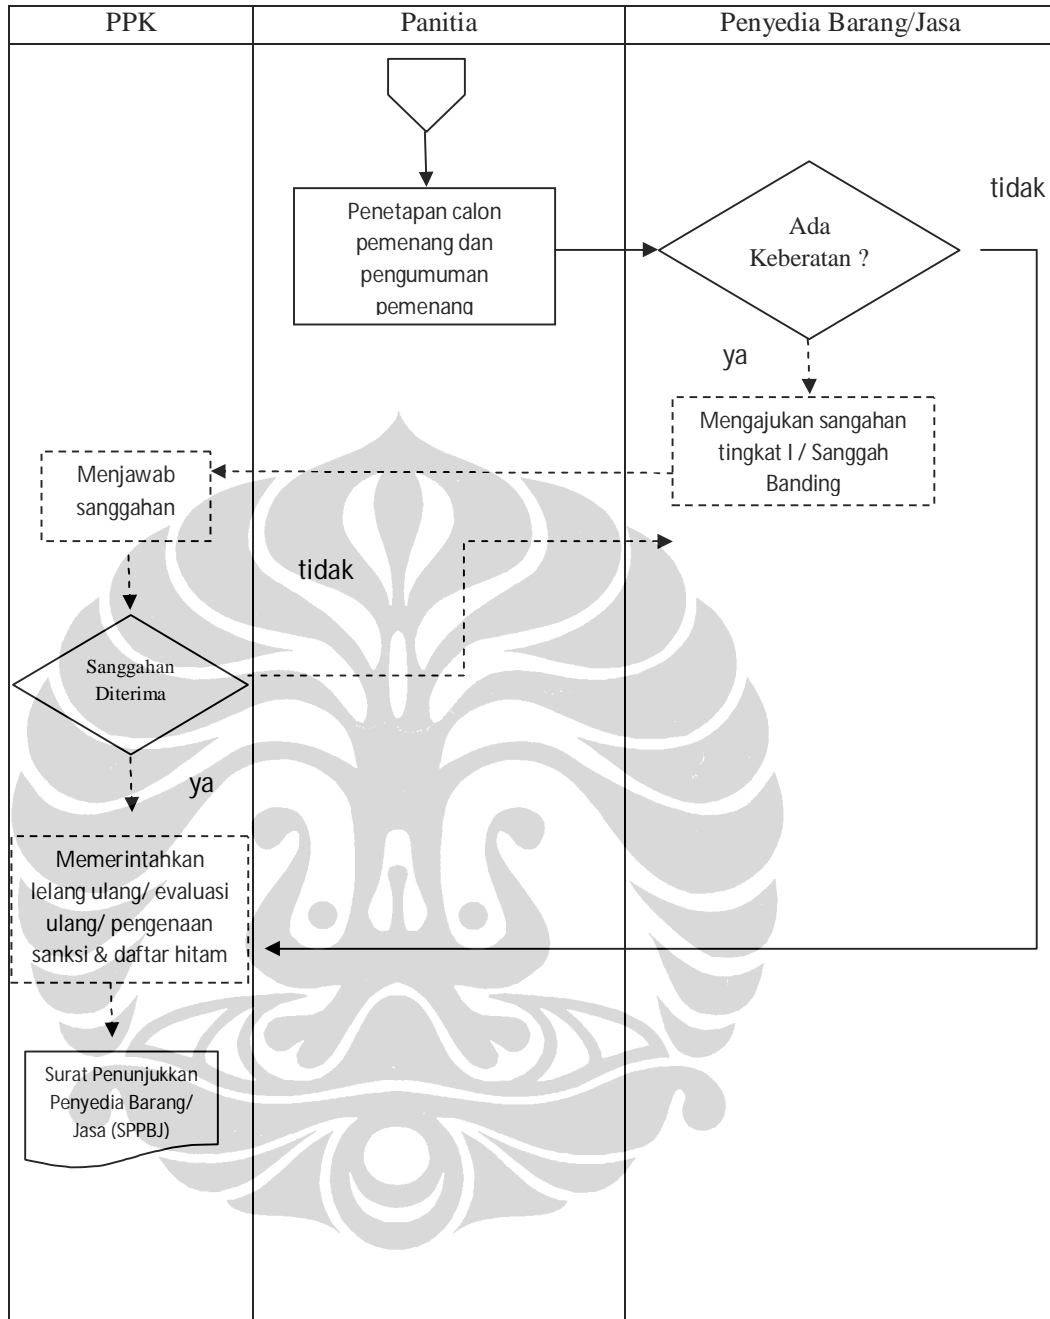 PPK
Panitia
Penyedia Barang/Jasa
Penetapan calon
pemenang dan
pengumuman
pemenang
Ada
Keberatan ?
tidak
ya
Mengajukan sangahan
tingkat I / Sanggah
Banding
Menjawab
sanggahan
tidak
Sanggahan
Diterima
ya
Memerintahkan
lelang ulang/ evaluasi
ulang/ pengenaan
sanksi & daftar hitam
Surat Penunjukkan
Penyedia Barang/
Jasa (SPPBJ)